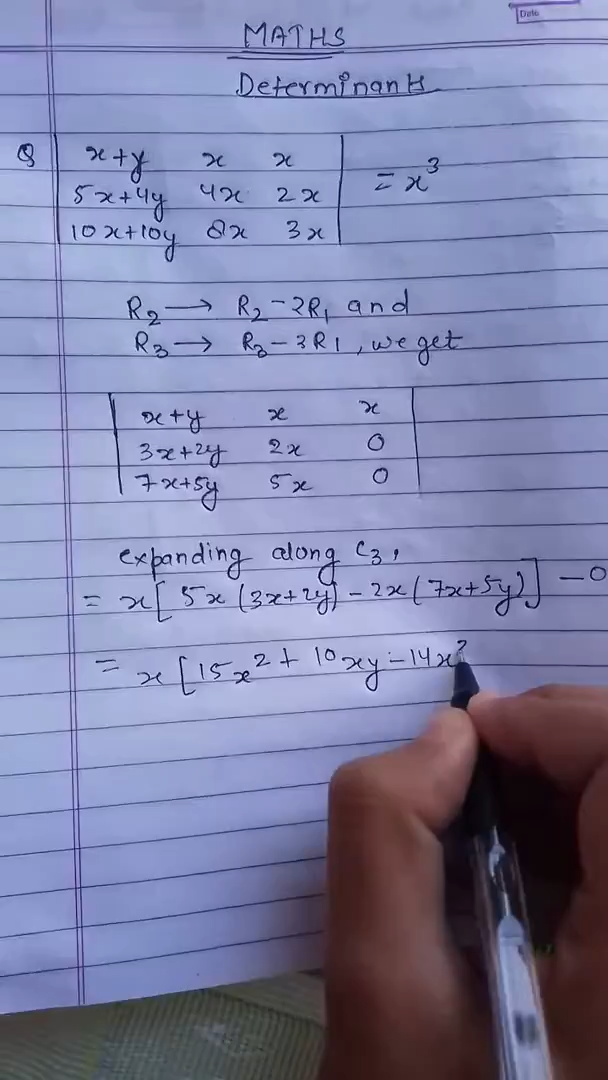 Date
MATHS
Determinants
Q | x+y x x |
| 5x+4y 4x 2x | = x³
| 10x+10y 8x 3x |
R₂ → R₂-2R₁ and
R₃ → R₃-3R₁, we get
| x+y x x |
| 3x+2y 2x 0 |
| 7x+5y... 5x 0 |
expanding along C₃,
= x[ 5x (3x+2y) - 2x (7x+5y)] - 0
= x [15x² + 10xy - 14x²